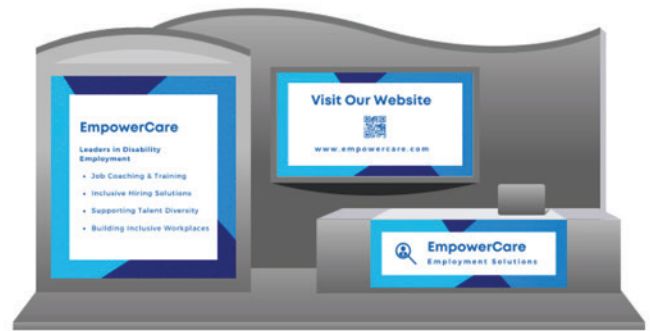 EmpowerCare
Leaders in Disability
Employment
• Job Coaching & Training
• Inclusive Hiring Solutions
• Supporting Talent Diversity
• Building Inclusive Workplaces
Visit Our Website
www.empowercare.com
EmpowerCare
Employment Solutions